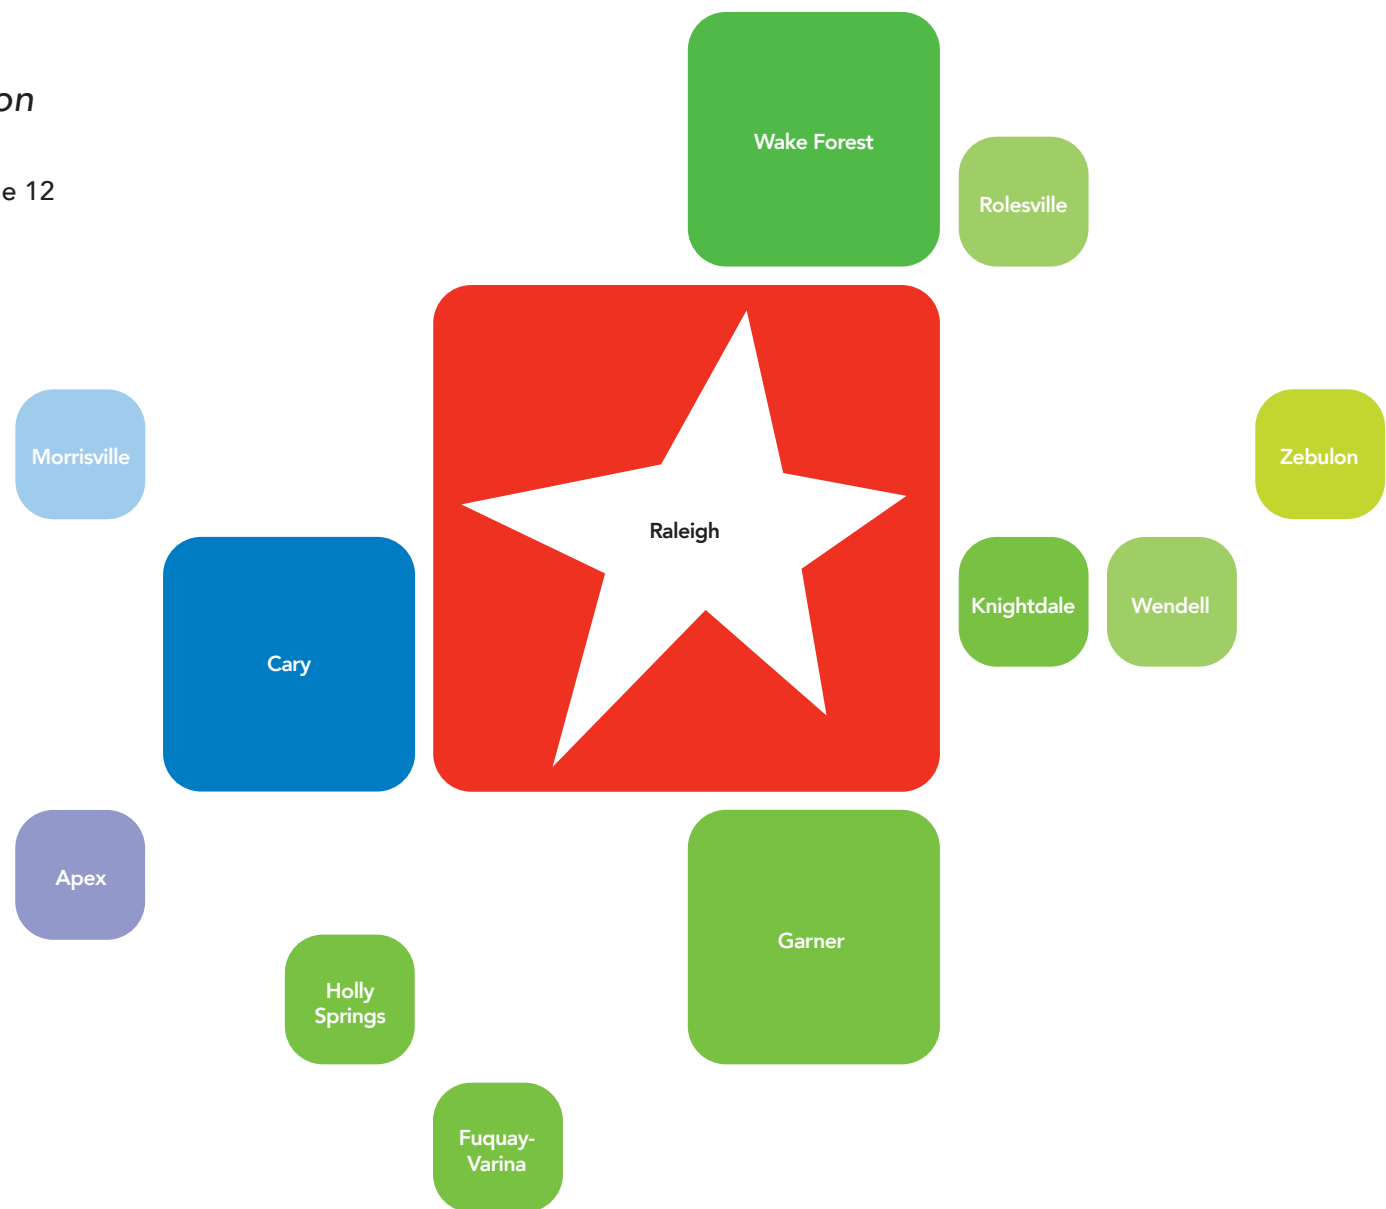 on
e 12
Wake Forest
Rolesville
Morrisville
Zebulon
Raleigh
Knightdale
Wendell
Cary
Apex
Garner
Holly
Springs
Fuquay-
Varina